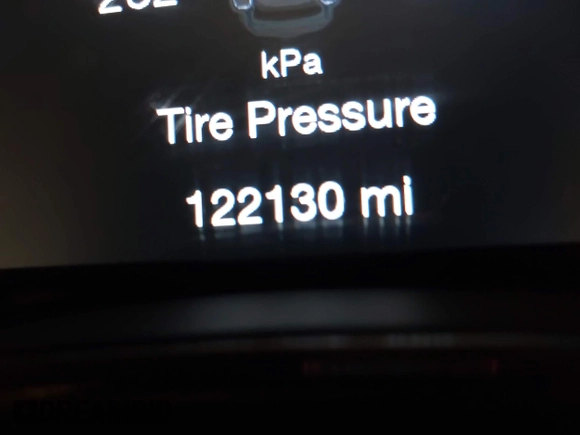 kPa
Tire Pressure
122130 mi